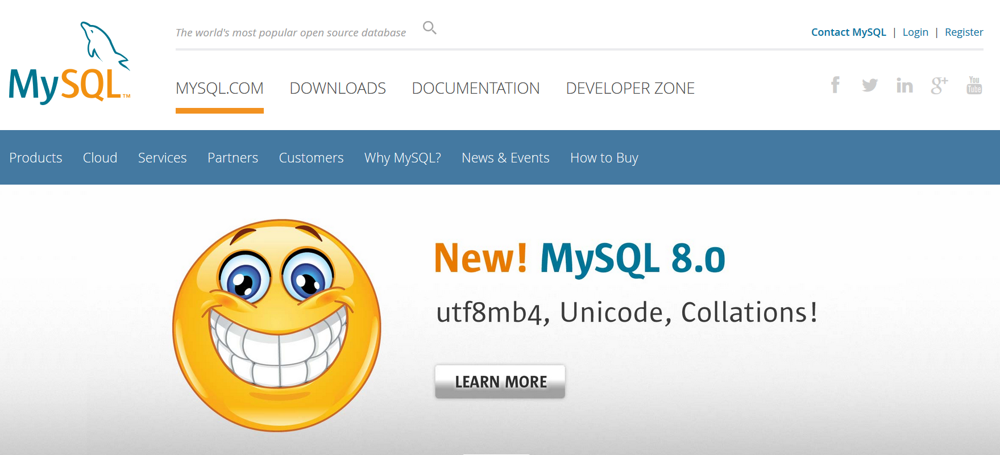 The world's most popular open source database
Contact MySQL | Login | Register
MySQL™
MYSQL.COM DOWNLOADS DOCUMENTATION DEVELOPER ZONE
f in g+ You Tube
Products Cloud Services Partners Customers Why MySQL? News & Events How to Buy
New! MySQL 8.0
utf8mb4, Unicode, Collations!
LEARN MORE